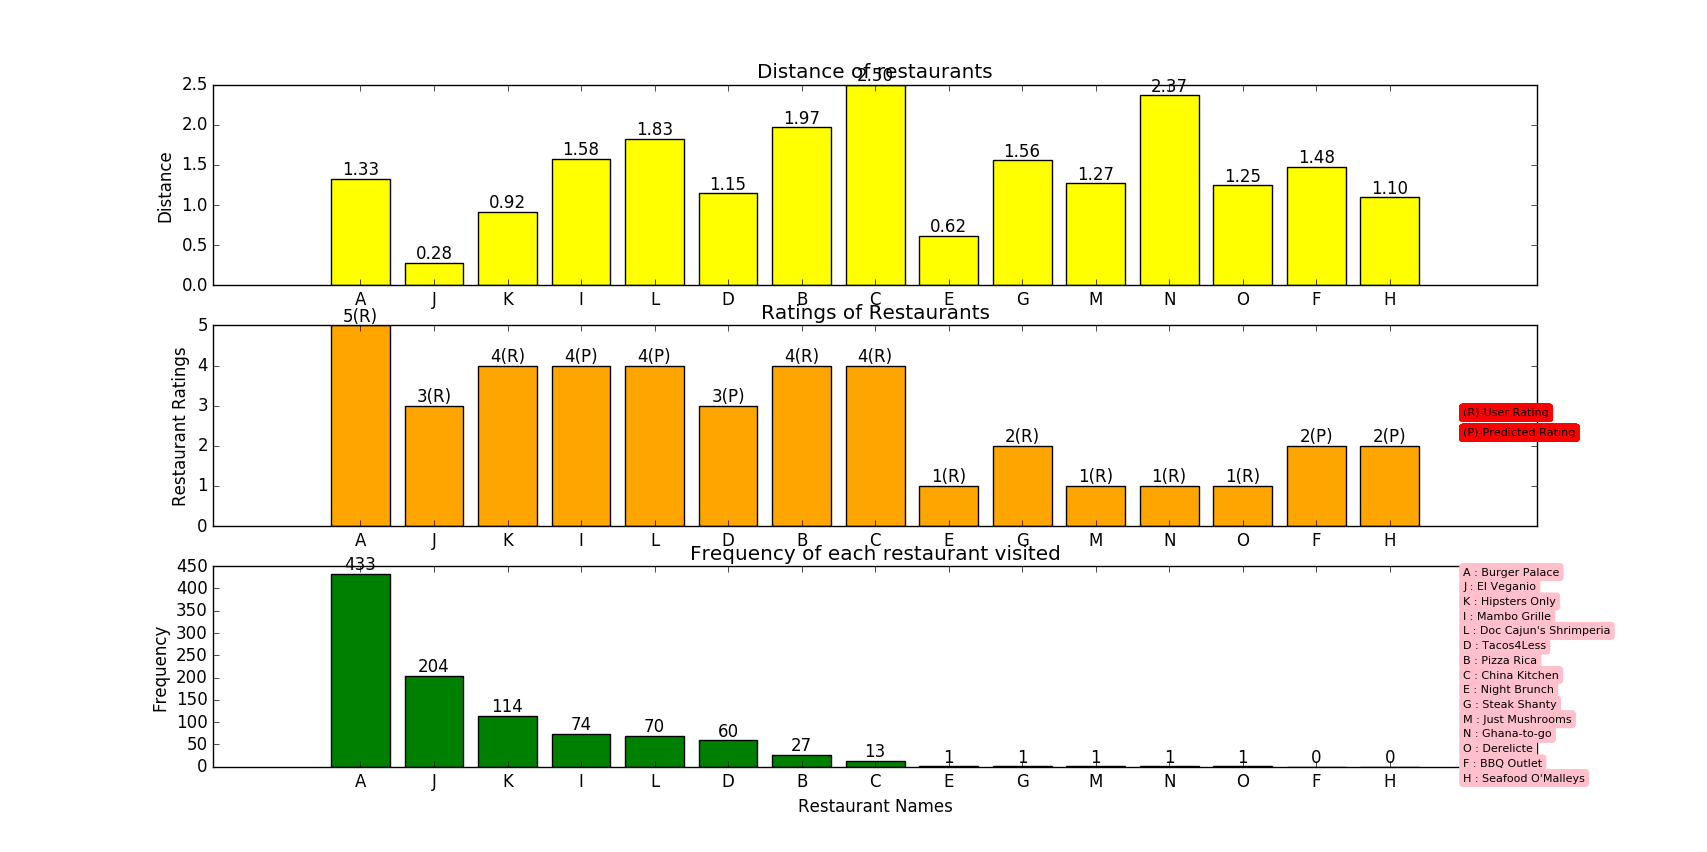 Distance of restaurants
2.5
2.0
1.5
1.0
0.5
0.0
Distance
1.33
0.28
0.92
1.58
1.83
1.15
1.97
2.50
0.62
1.56
1.27
2.37
1.25
1.48
1.10
A J K I L D B C E G M N O F H
Ratings of Restaurants
5
4
3
2
1
0
Restaurant Ratings
5(R)
3(R)
4(R)
4(P)
4(P)
3(P)
4(R)
4(R)
1(R)
2(R)
1(R)
1(R)
1(R)
2(P)
2(P)
(R)-User Rating
(P)-Predicted Rating
A J K I L D B C E G M N O F H
Frequency of each restaurant visited
450
400
350
300
250
200
150
100
50
0
Frequency
433
204
114
74
70
60
27
13
1
1
1
1
1
0
0
A J K I L D B C E G M N O F H
Restaurant Names
A : Burger Palace
J : El Veganio
K : Hipsters Only
I : Mambo Grille
L : Doc Cajun's Shrimperia
D : Tacos4Less
B : Pizza Rica
C : China Kitchen
E : Night Brunch
G : Steak Shanty
M : Just Mushrooms
N : Ghana-to-go
O : Derelicte |
F : BBQ Outlet
H : Seafood O'Malleys